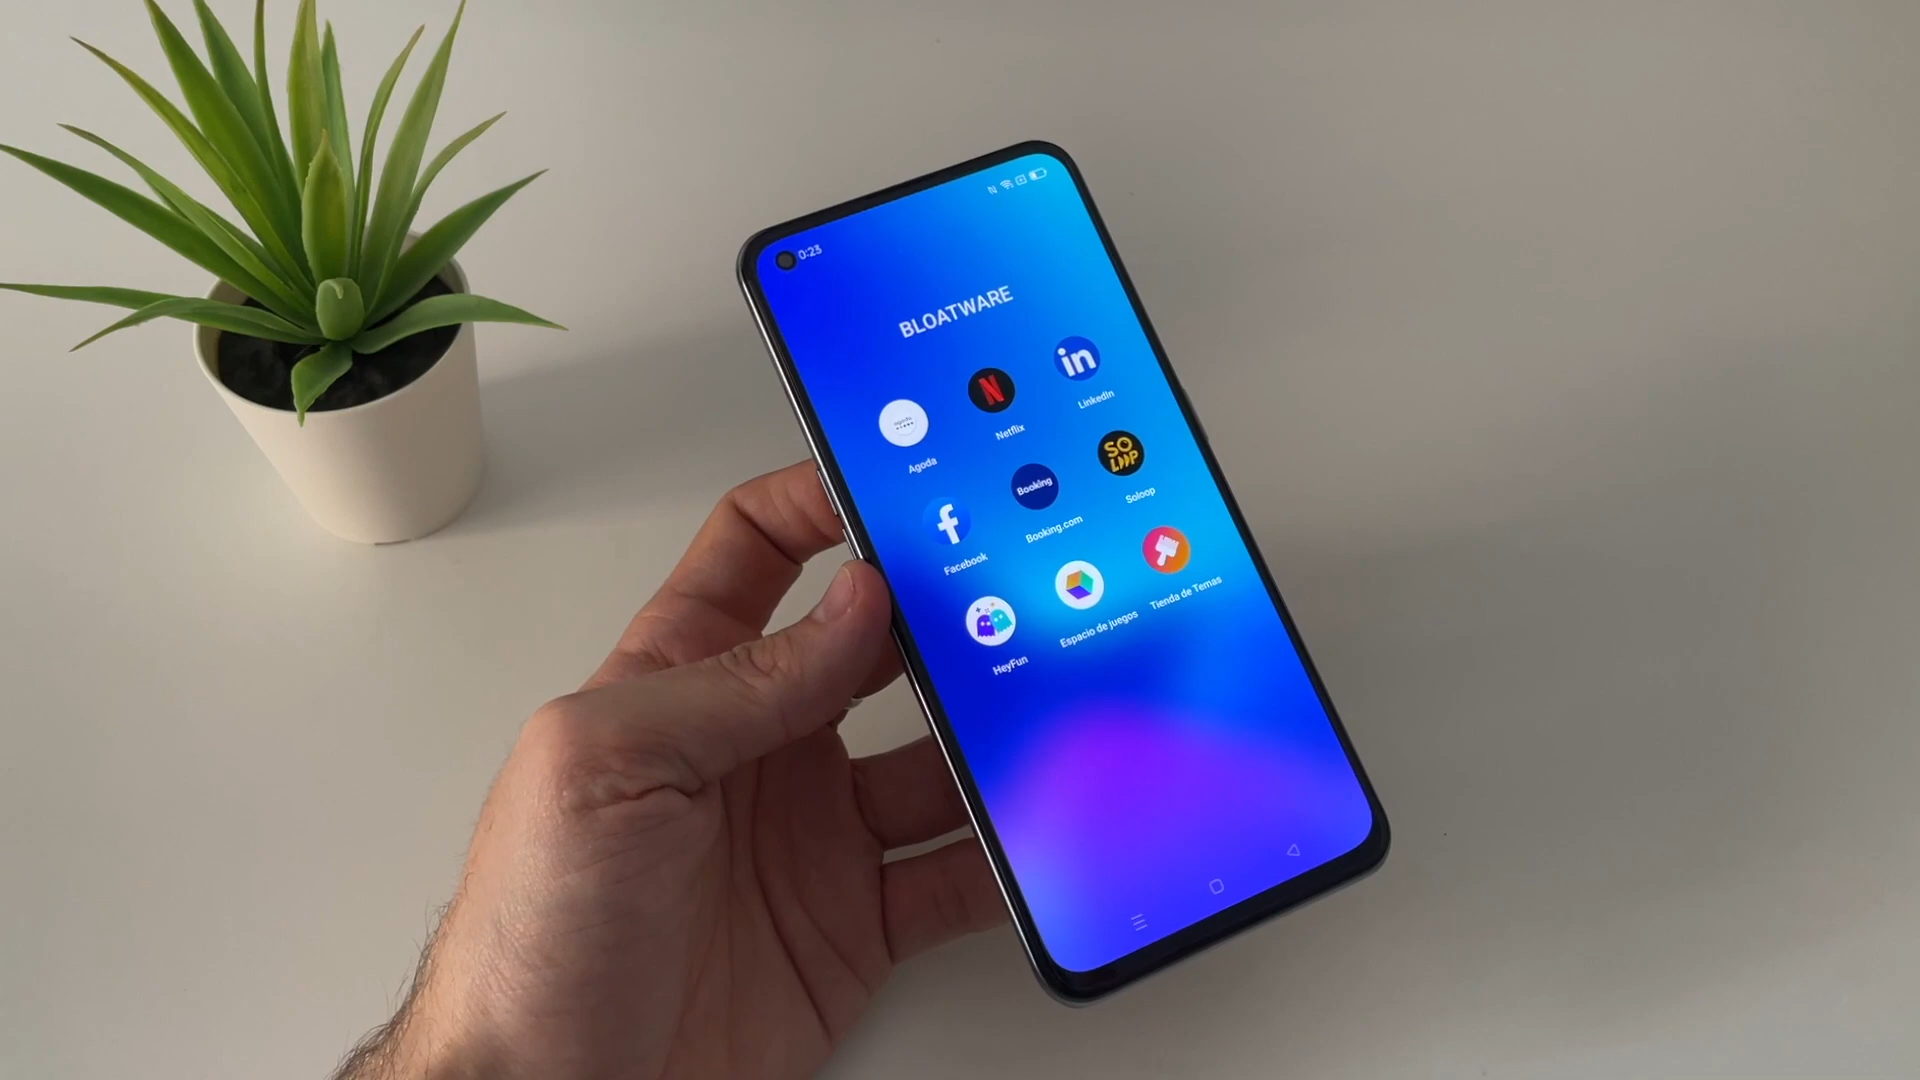 0:23
BLOATWARE
agoda
N
in
Agoda
Netflix
LinkedIn
f
Booking
SO
LOOP
Facebook
Booking.com
Soloop
HeyFun
Espacio de juegos
Tienda de Temas